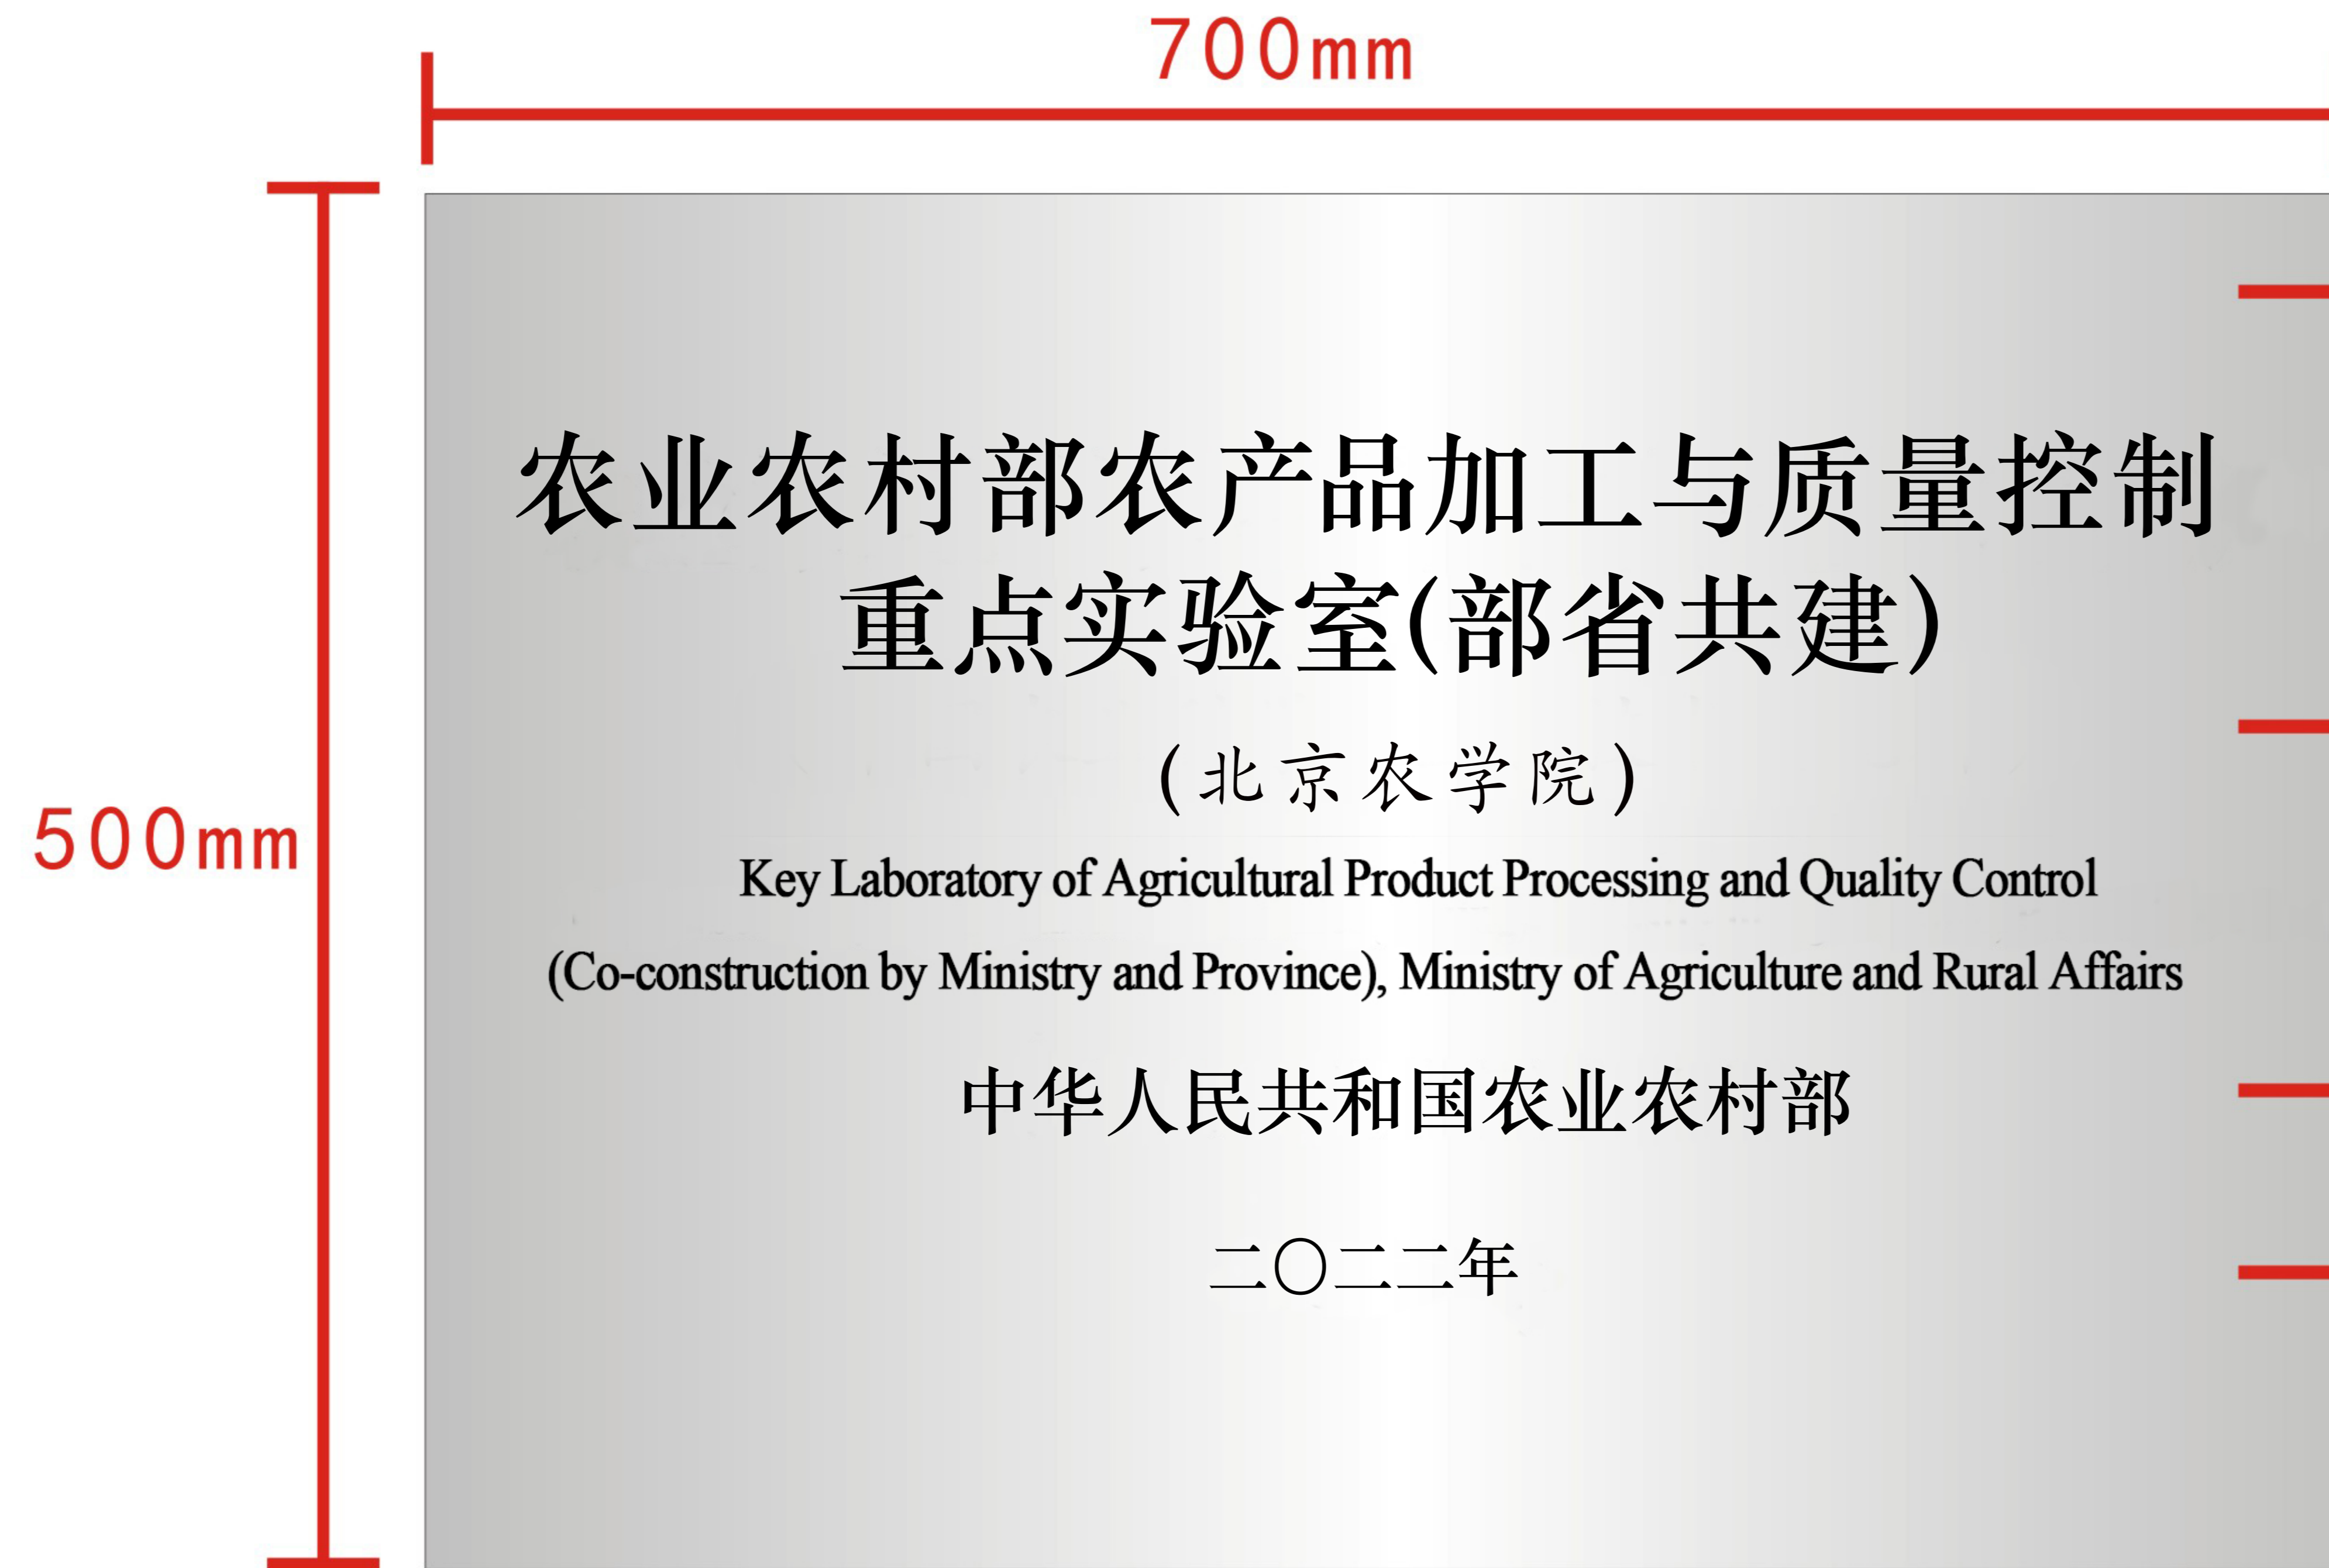 700mm
农业农村部农产品加工与质量控制
重点实验室(部省共建)
(北京农学院)
500mm
Key Laboratory of Agricultural Product Processing and Quality Control
(Co-construction by Ministry and Province), Ministry of Agriculture and Rural Affairs
中华人民共和国农业农村部
二〇二二年